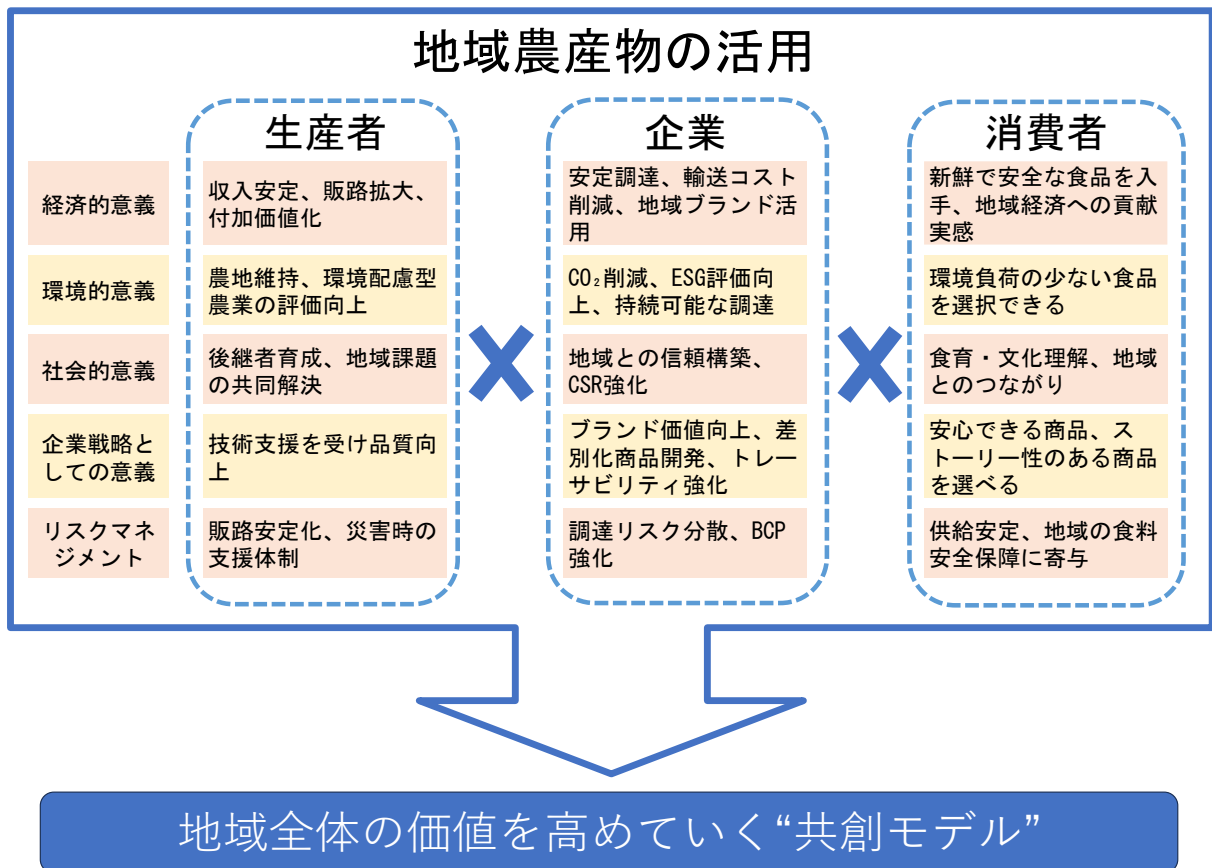 地域農産物の活用
生産者
企業
消費者
経済的意義
収入安定、販路拡大、
付加価値化
安定調達、輸送コスト
削減、地域ブランド活
用
新鮮で安全な食品を入
手、地域経済への貢献
実感
環境的意義
農地維持、環境配慮型
農業の評価向上
CO₂削減、ESG評価向
上、持続可能な調達
環境負荷の少ない食品
を選択できる
社会的意義
後継者育成、地域課題
の共同解決
地域との信頼構築、
CSR強化
食育・文化理解、地域
とのつながり
企業戦略と
しての意義
技術支援を受け品質向
上
ブランド価値向上、差
別化商品開発、トレー
サビリティ強化
安心できる商品、ス
トーリー性のある商品
を選べる
リスクマネ
ジメント
販路安定化、災害時の
支援体制
調達リスク分散、BCP
強化
供給安定、地域の食料
安全保障に寄与
地域全体の価値を高めていく“共創モデル”